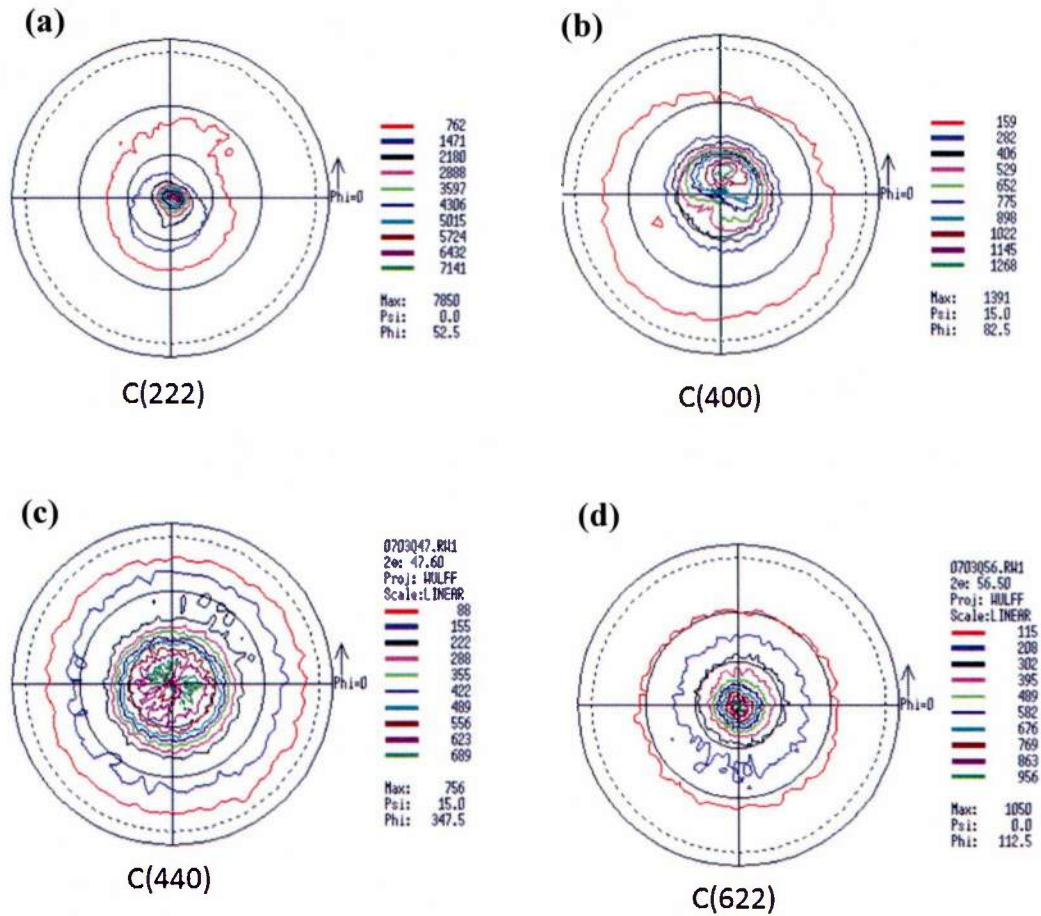 (a)
762
1471
2180
2888
3597
4306
5015
5724
6432
7141
Phi=0
Max: 7850
Psi: 0.0
Phi: 52.5
C(222)
(b)
159
282
406
529
652
775
898
1022
1145
1268
Phi=0
Max: 1391
Psi: 15.0
Phi: 82.5
C(400)
(c)
0703Q47.RW1
2θ: 47.60
Proj: WULFF
Scale:LINEAR
88
155
222
288
355
422
489
556
623
689
Phi=0
Max: 756
Psi: 15.0
Phi: 347.5
C(440)
(d)
0703Q56.RW1
2θ: 56.50
Proj: WULFF
Scale:LINEAR
115
208
302
395
489
582
676
769
863
956
Phi=0
Max: 1050
Psi: 0.0
Phi: 112.5
C(622)